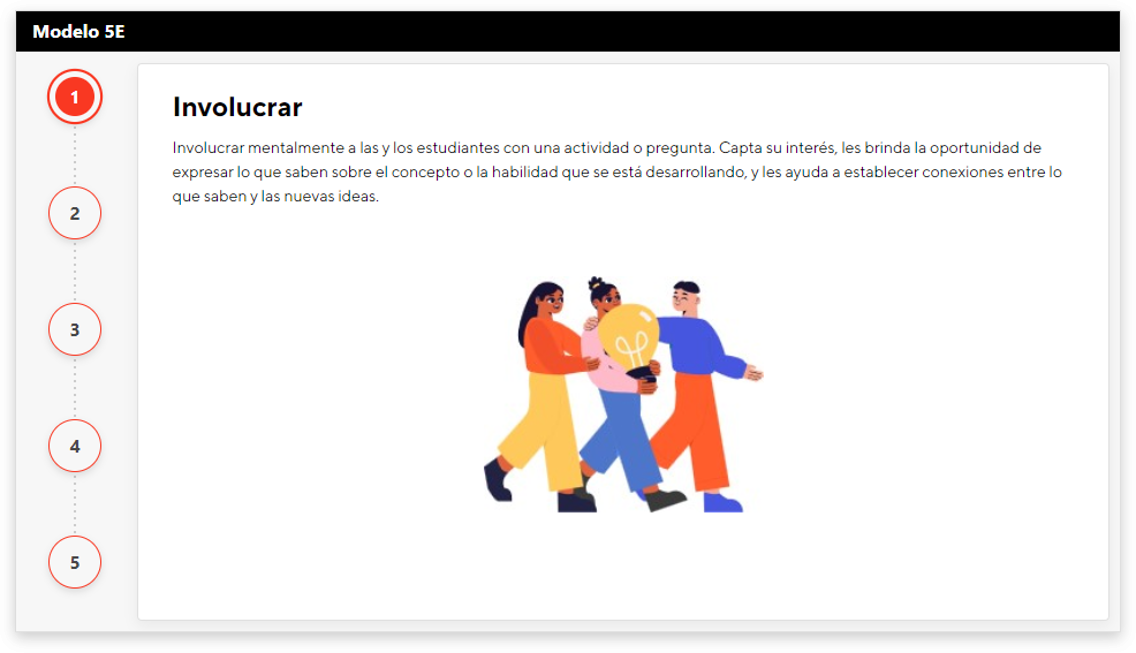 Modelo 5E
1
Involucrar
Involucrar mentalmente a las y los estudiantes con una actividad o pregunta. Capta su interés, les brinda la oportunidad de
expresar lo que saben sobre el concepto o la habilidad que se está desarrollando, y les ayuda a establecer conexiones entre lo
que saben y las nuevas ideas.
2
3
4
5